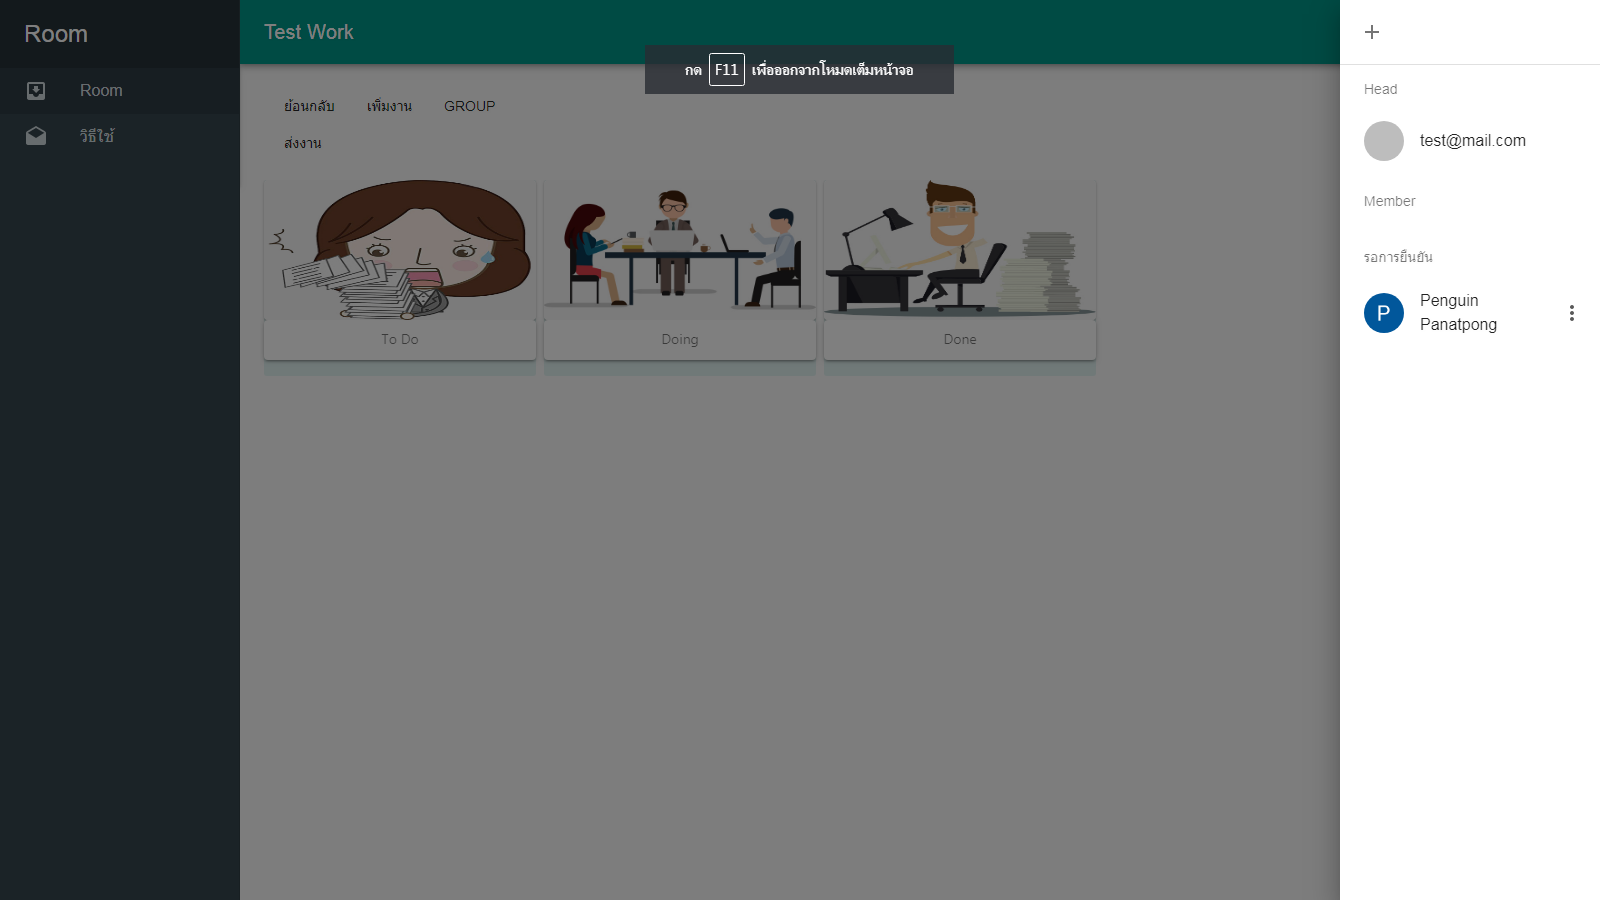 Room
Room
วิธีใช้
Test Work
กด F11 เพื่อออกจากโหมดเต็มหน้าจอ
ย้อนกลับ เพิ่มงาน GROUP
ส่งงาน
To Do
Doing
Done
+
Head
test@mail.com
Member
รอการยืนยัน
P
Penguin
Panatpong